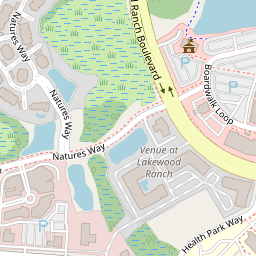 Natures
Way
d Ranch Boulevard
Boardwalk
Loop
Natures Way
Natures Way
Venue at
Lakewood
Ranch
Health Park Way
P
P
P
P